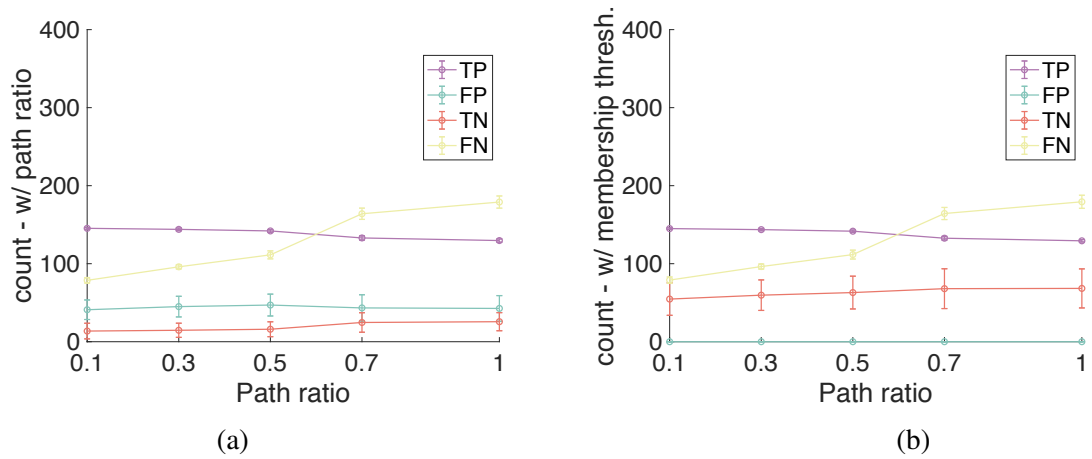 400
300
200
100
0
count - w/ path ratio
TP
FP
TN
FN
0.1 0.3 0.5 0.7 1
Path ratio
(a)
400
300
200
100
0
count - w/ membership thresh.
TP
FP
TN
FN
0.1 0.3 0.5 0.7 1
Path ratio
(b)